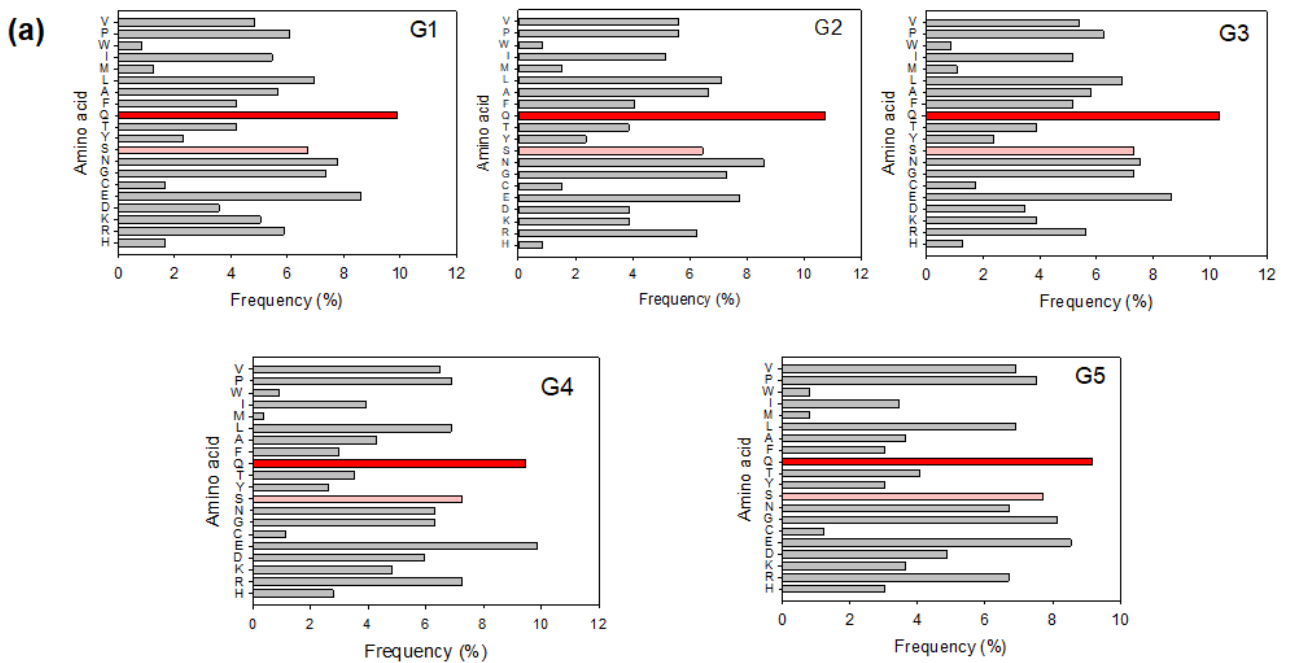 (a)
G1
Amino acid
V
P
W
I
M
L
A
F
Q
T
Y
S
N
G
C
E
D
K
R
H
0 2 4 6 8 10 12
Frequency (%)
G2
Amino acid
V
P
W
I
M
L
A
F
Q
T
Y
S
N
G
C
E
D
K
R
H
0 2 4 6 8 10 12
Frequency (%)
G3
Amino acid
V
P
W
I
M
L
A
F
Q
T
Y
S
N
G
C
E
D
K
R
H
0 2 4 6 8 10 12
Frequency (%)
G4
Amino acid
V
P
W
I
M
L
A
F
Q
T
Y
S
N
G
C
E
D
K
R
H
0 2 4 6 8 10 12
Frequency (%)
G5
Amino acid
V
P
W
I
M
L
A
F
Q
T
Y
S
N
G
C
E
D
K
R
H
0 2 4 6 8 10
Frequency (%)